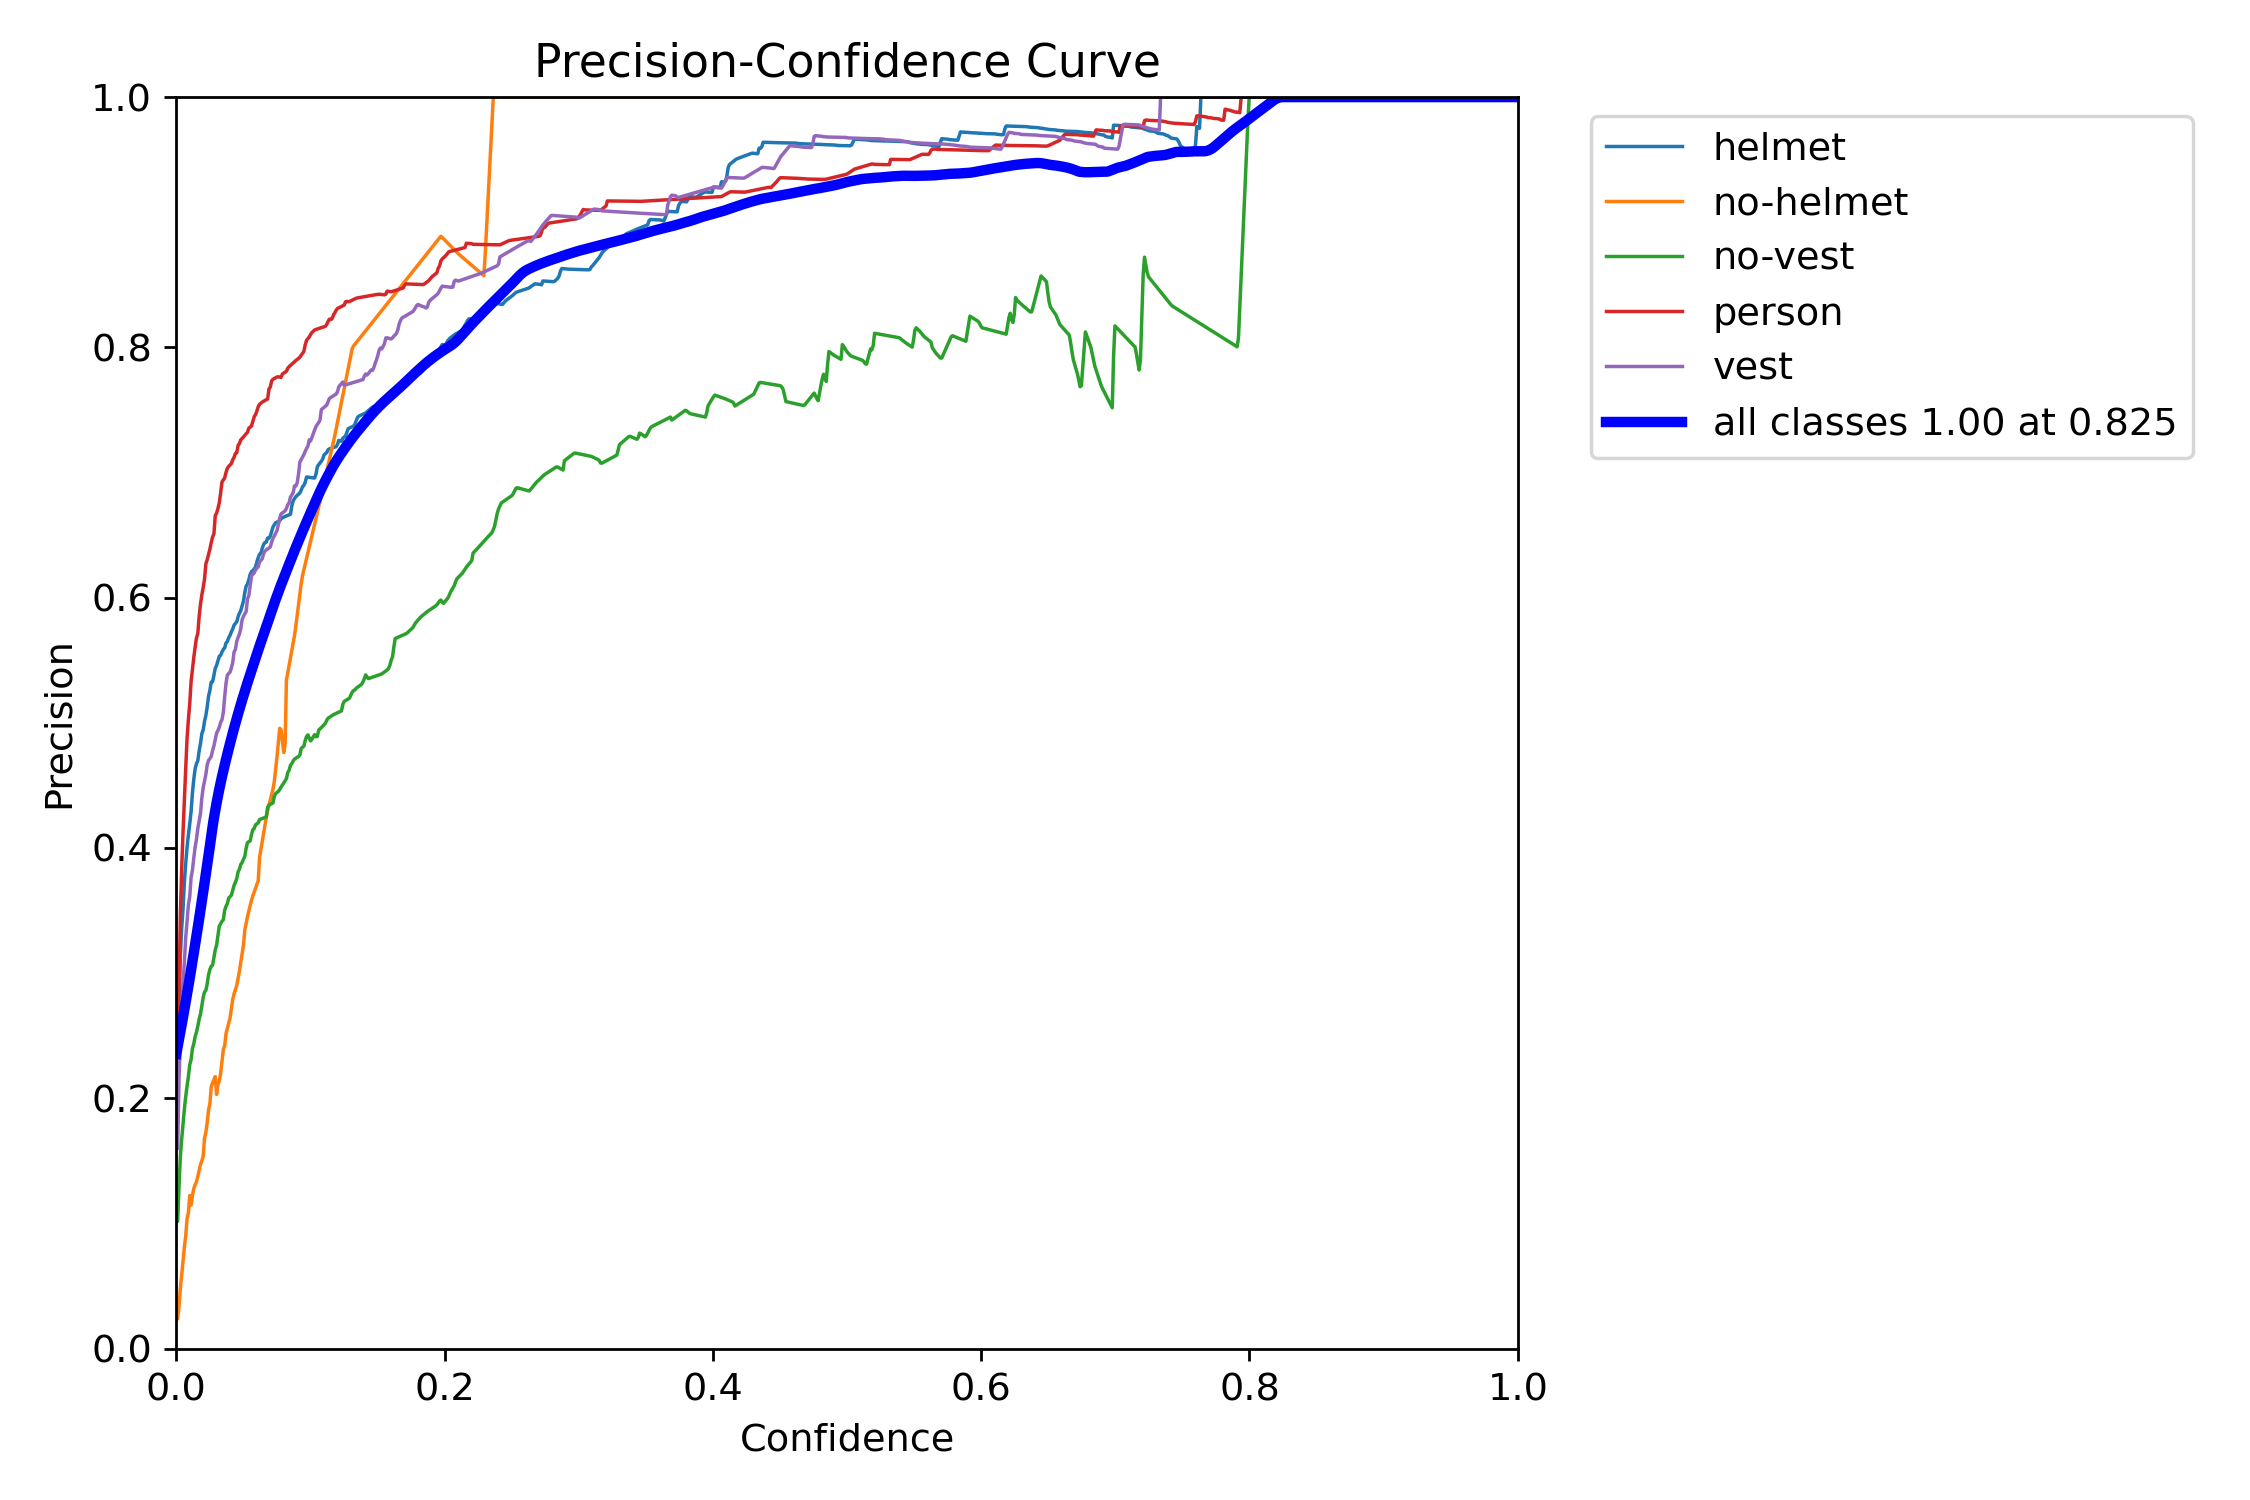 Precision-Confidence Curve
1.0
0.8
0.6
0.4
0.2
0.0
Precision
0.0 0.2 0.4 0.6 0.8 1.0
Confidence
helmet
no-helmet
no-vest
person
vest
all classes 1.00 at 0.825